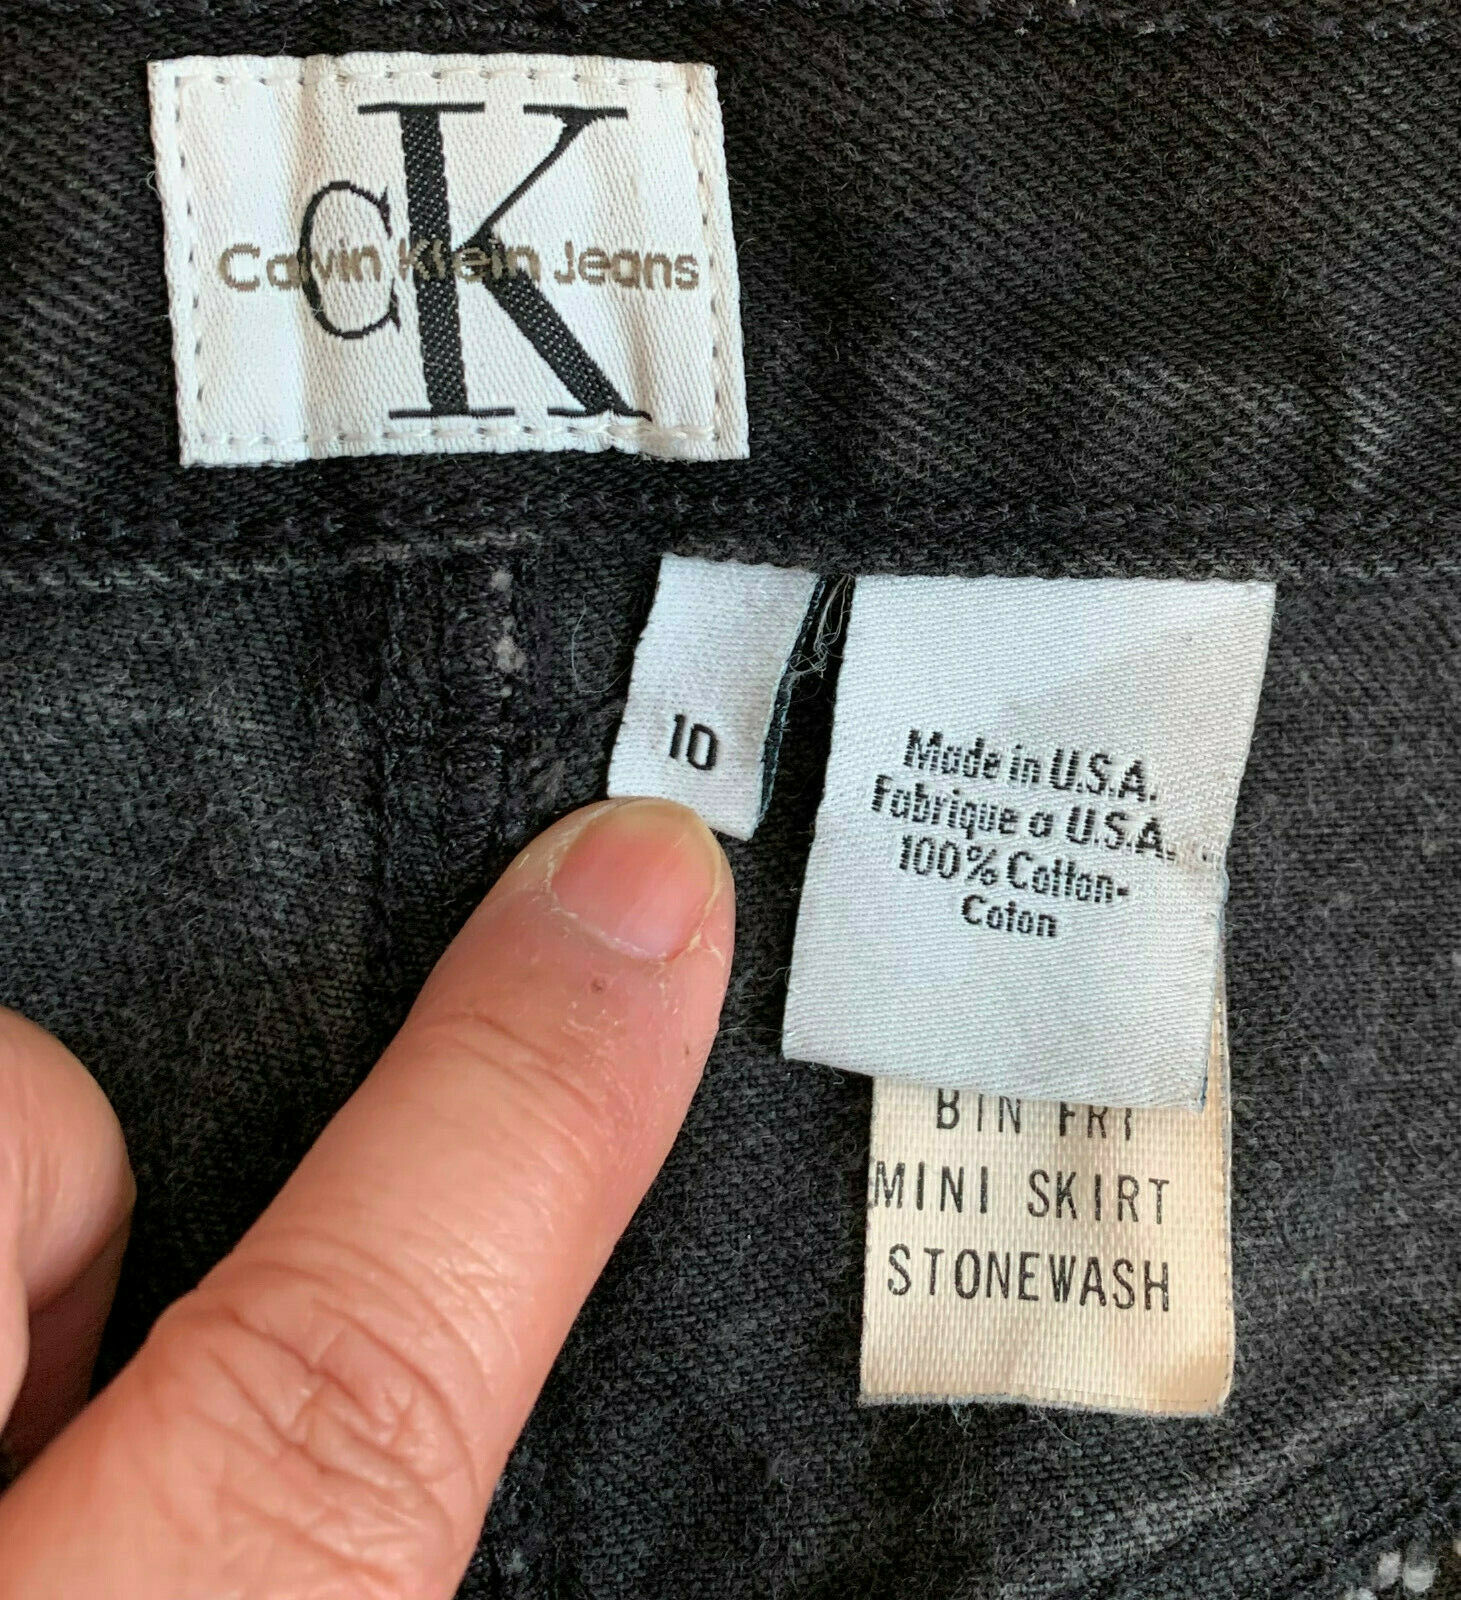 CK
Calvin Klein Jeans
10
Made in U.S.A.
Fabrique a U.S.A.
100% Cotton-
Coton
BTN FRT
MINI SKIRT
STONEWASH